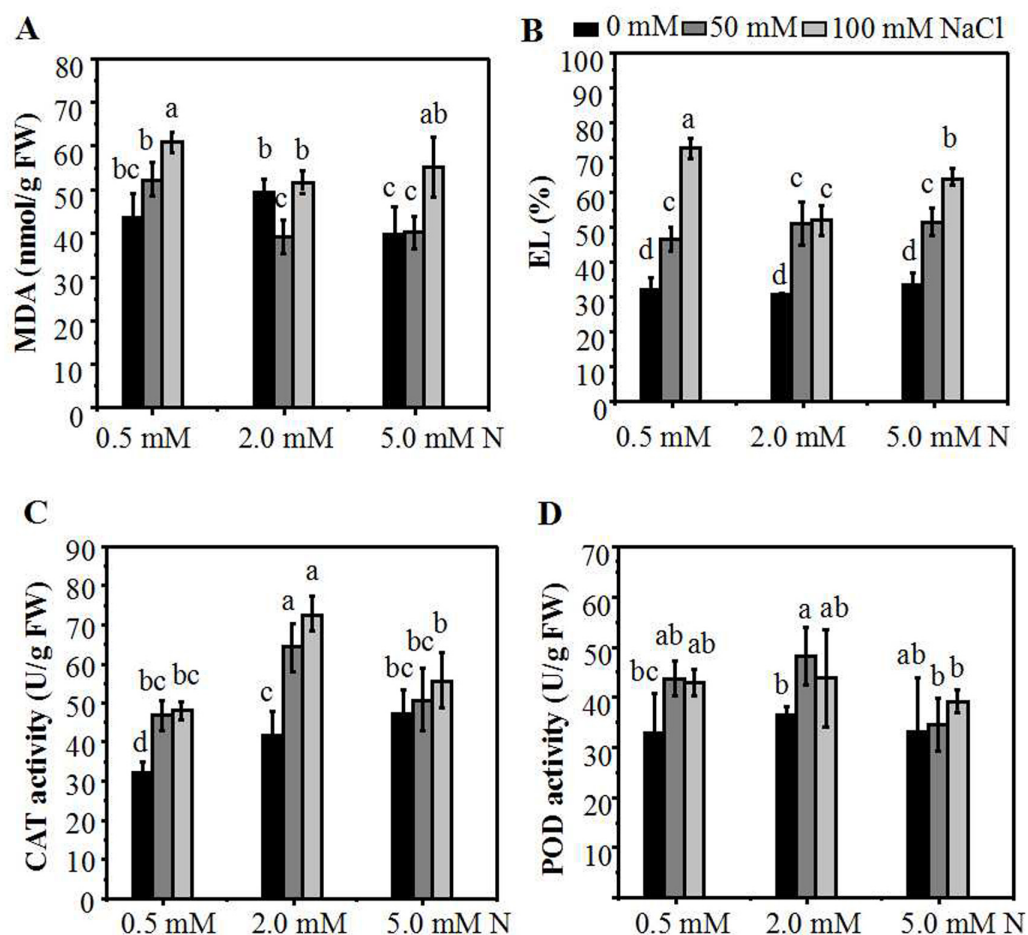 A
MDA (nmol/g FW)
80
70
60
50
40
30
20
10
0
bc b a
b c b
c c ab
0.5 mM 2.0 mM 5.0 mM N
B
0 mM 50 mM 100 mM NaCl
EL (%)
100
90
80
70
60
50
40
30
20
10
0
d c a
d c c
d c b
0.5 mM 2.0 mM 5.0 mM N
C
CAT activity (U/g FW)
90
80
70
60
50
40
30
20
10
0
d bc bc
c a a
bc bc b
0.5 mM 2.0 mM 5.0 mM N
D
POD activity (U/g FW)
70
60
50
40
30
20
10
0
bc ab ab
b a ab
ab b b
0.5 mM 2.0 mM 5.0 mM N